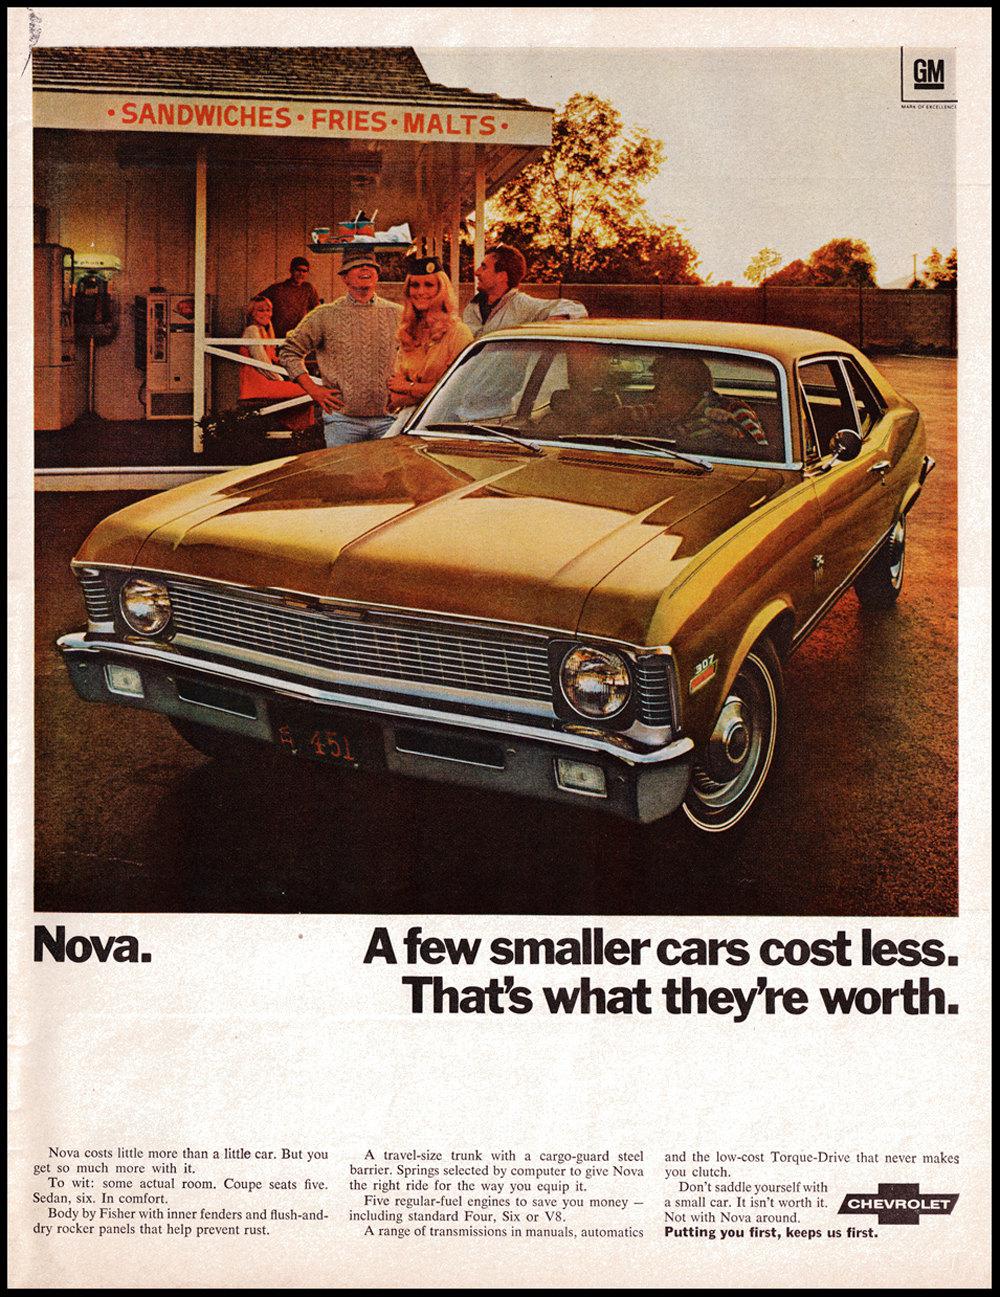 GM
MARK OF EXCELLENCE
• SANDWICHES • FRIES • MALTS •
phone
307
451
Nova.
A few smaller cars cost less.
That's what they're worth.
Nova costs little more than a little car. But you
get so much more with it.
To wit: some actual room. Coupe seats five.
Sedan, six. In comfort.
Body by Fisher with inner fenders and flush-and-
dry rocker panels that help prevent rust.
A travel-size trunk with a cargo-guard steel
barrier. Springs selected by computer to give Nova
the right ride for the way you equip it.
Five regular-fuel engines to save you money —
including standard Four, Six or V8.
A range of transmissions in manuals, automatics
and the low-cost Torque-Drive that never makes
you clutch.
Don't saddle yourself with
a small car. It isn't worth it.
Not with Nova around.
Putting you first, keeps us first.
CHEVROLET